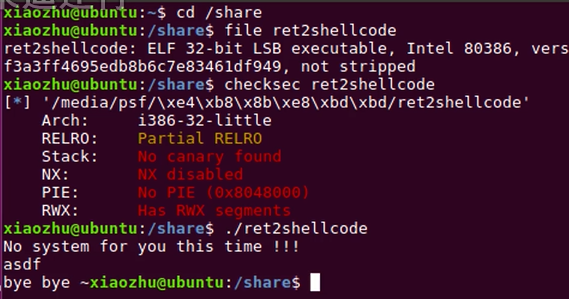 xiaozhu@ubuntu:~$ cd /share
xiaozhu@ubuntu:/share$ file ret2shellcode
ret2shellcode: ELF 32-bit LSB executable, Intel 80386, vers
f3a3ff4695edb8b6c7e83461df949, not stripped
xiaozhu@ubuntu:/share$ checksec ret2shellcode
[*] '/media/psf/\xe4\xb8\x8b\xe8\xbd\xbd/ret2shellcode'
Arch: i386-32-little
RELRO: Partial RELRO
Stack: No canary found
NX: NX disabled
PIE: No PIE (0x8048000)
RWX: Has RWX segments
xiaozhu@ubuntu:/share$ ./ret2shellcode
No system for you this time !!!
asdf
bye bye ~xiaozhu@ubuntu:/share$